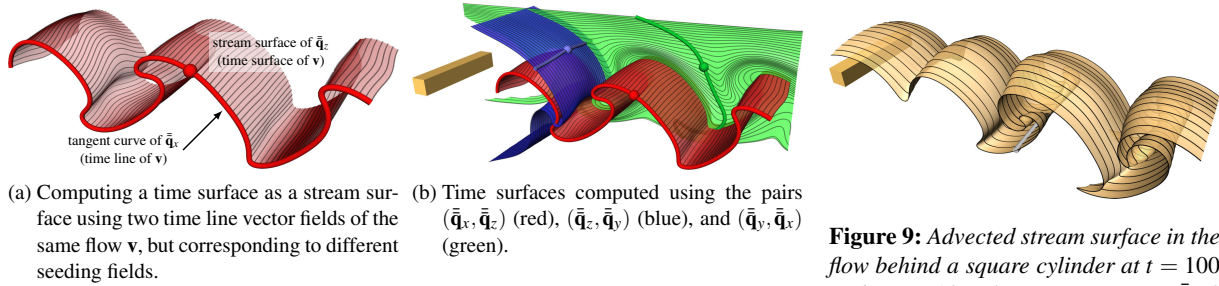 stream surface of q̄̄z
(time surface of v)
tangent curve of q̄̄x
(time line of v)
(a) Computing a time surface as a stream sur-
face using two time line vector fields of the
same flow v, but corresponding to different
seeding fields.
(b) Time surfaces computed using the pairs
(q̄̄x, q̄̄z) (red), (q̄̄z, q̄̄y) (blue), and (q̄̄y, q̄̄x)
(green).
Figure 9: Advected stream surface in the
flow behind a square cylinder at t = 100